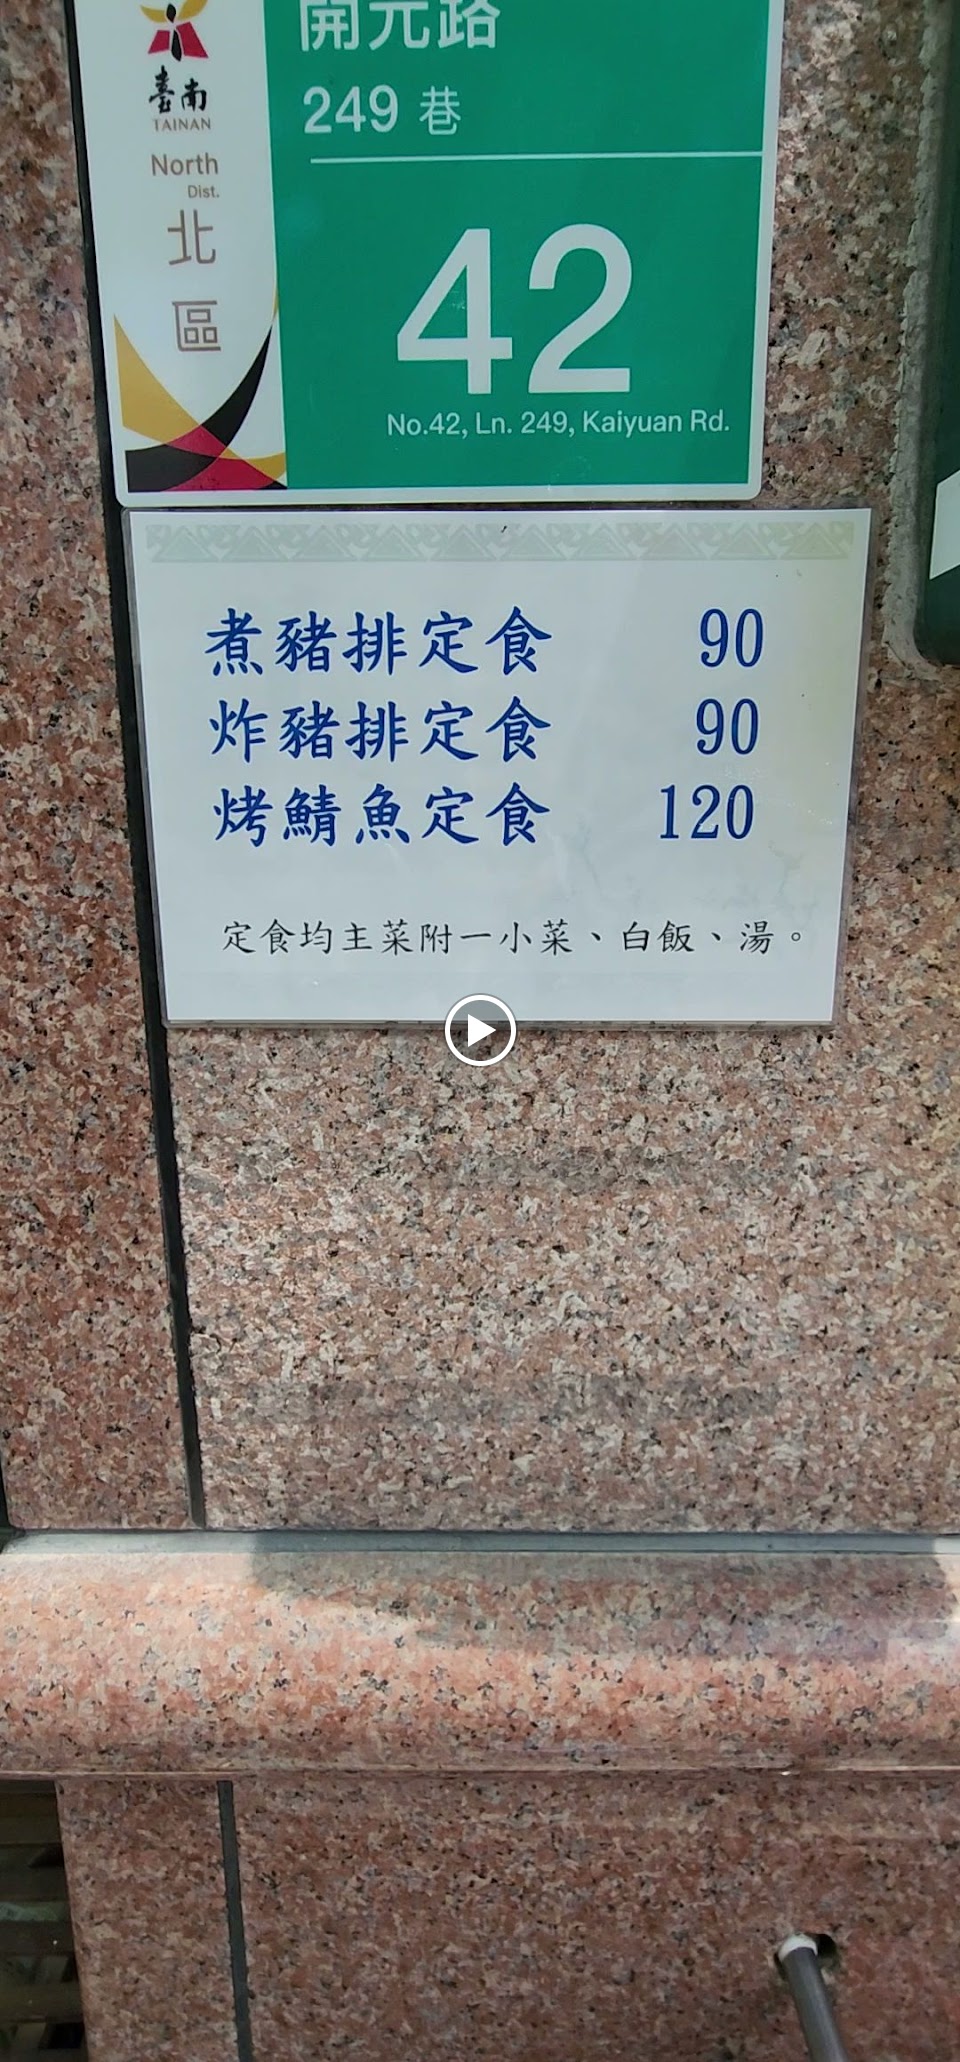 開元路
249 巷
臺南
TAINAN
North
Dist.
北
區
42
No.42, Ln. 249, Kaiyuan Rd.
煮豬排定食 90
炸豬排定食 90
烤鯖魚定食 120
定食均主菜附一小菜、白飯、湯。